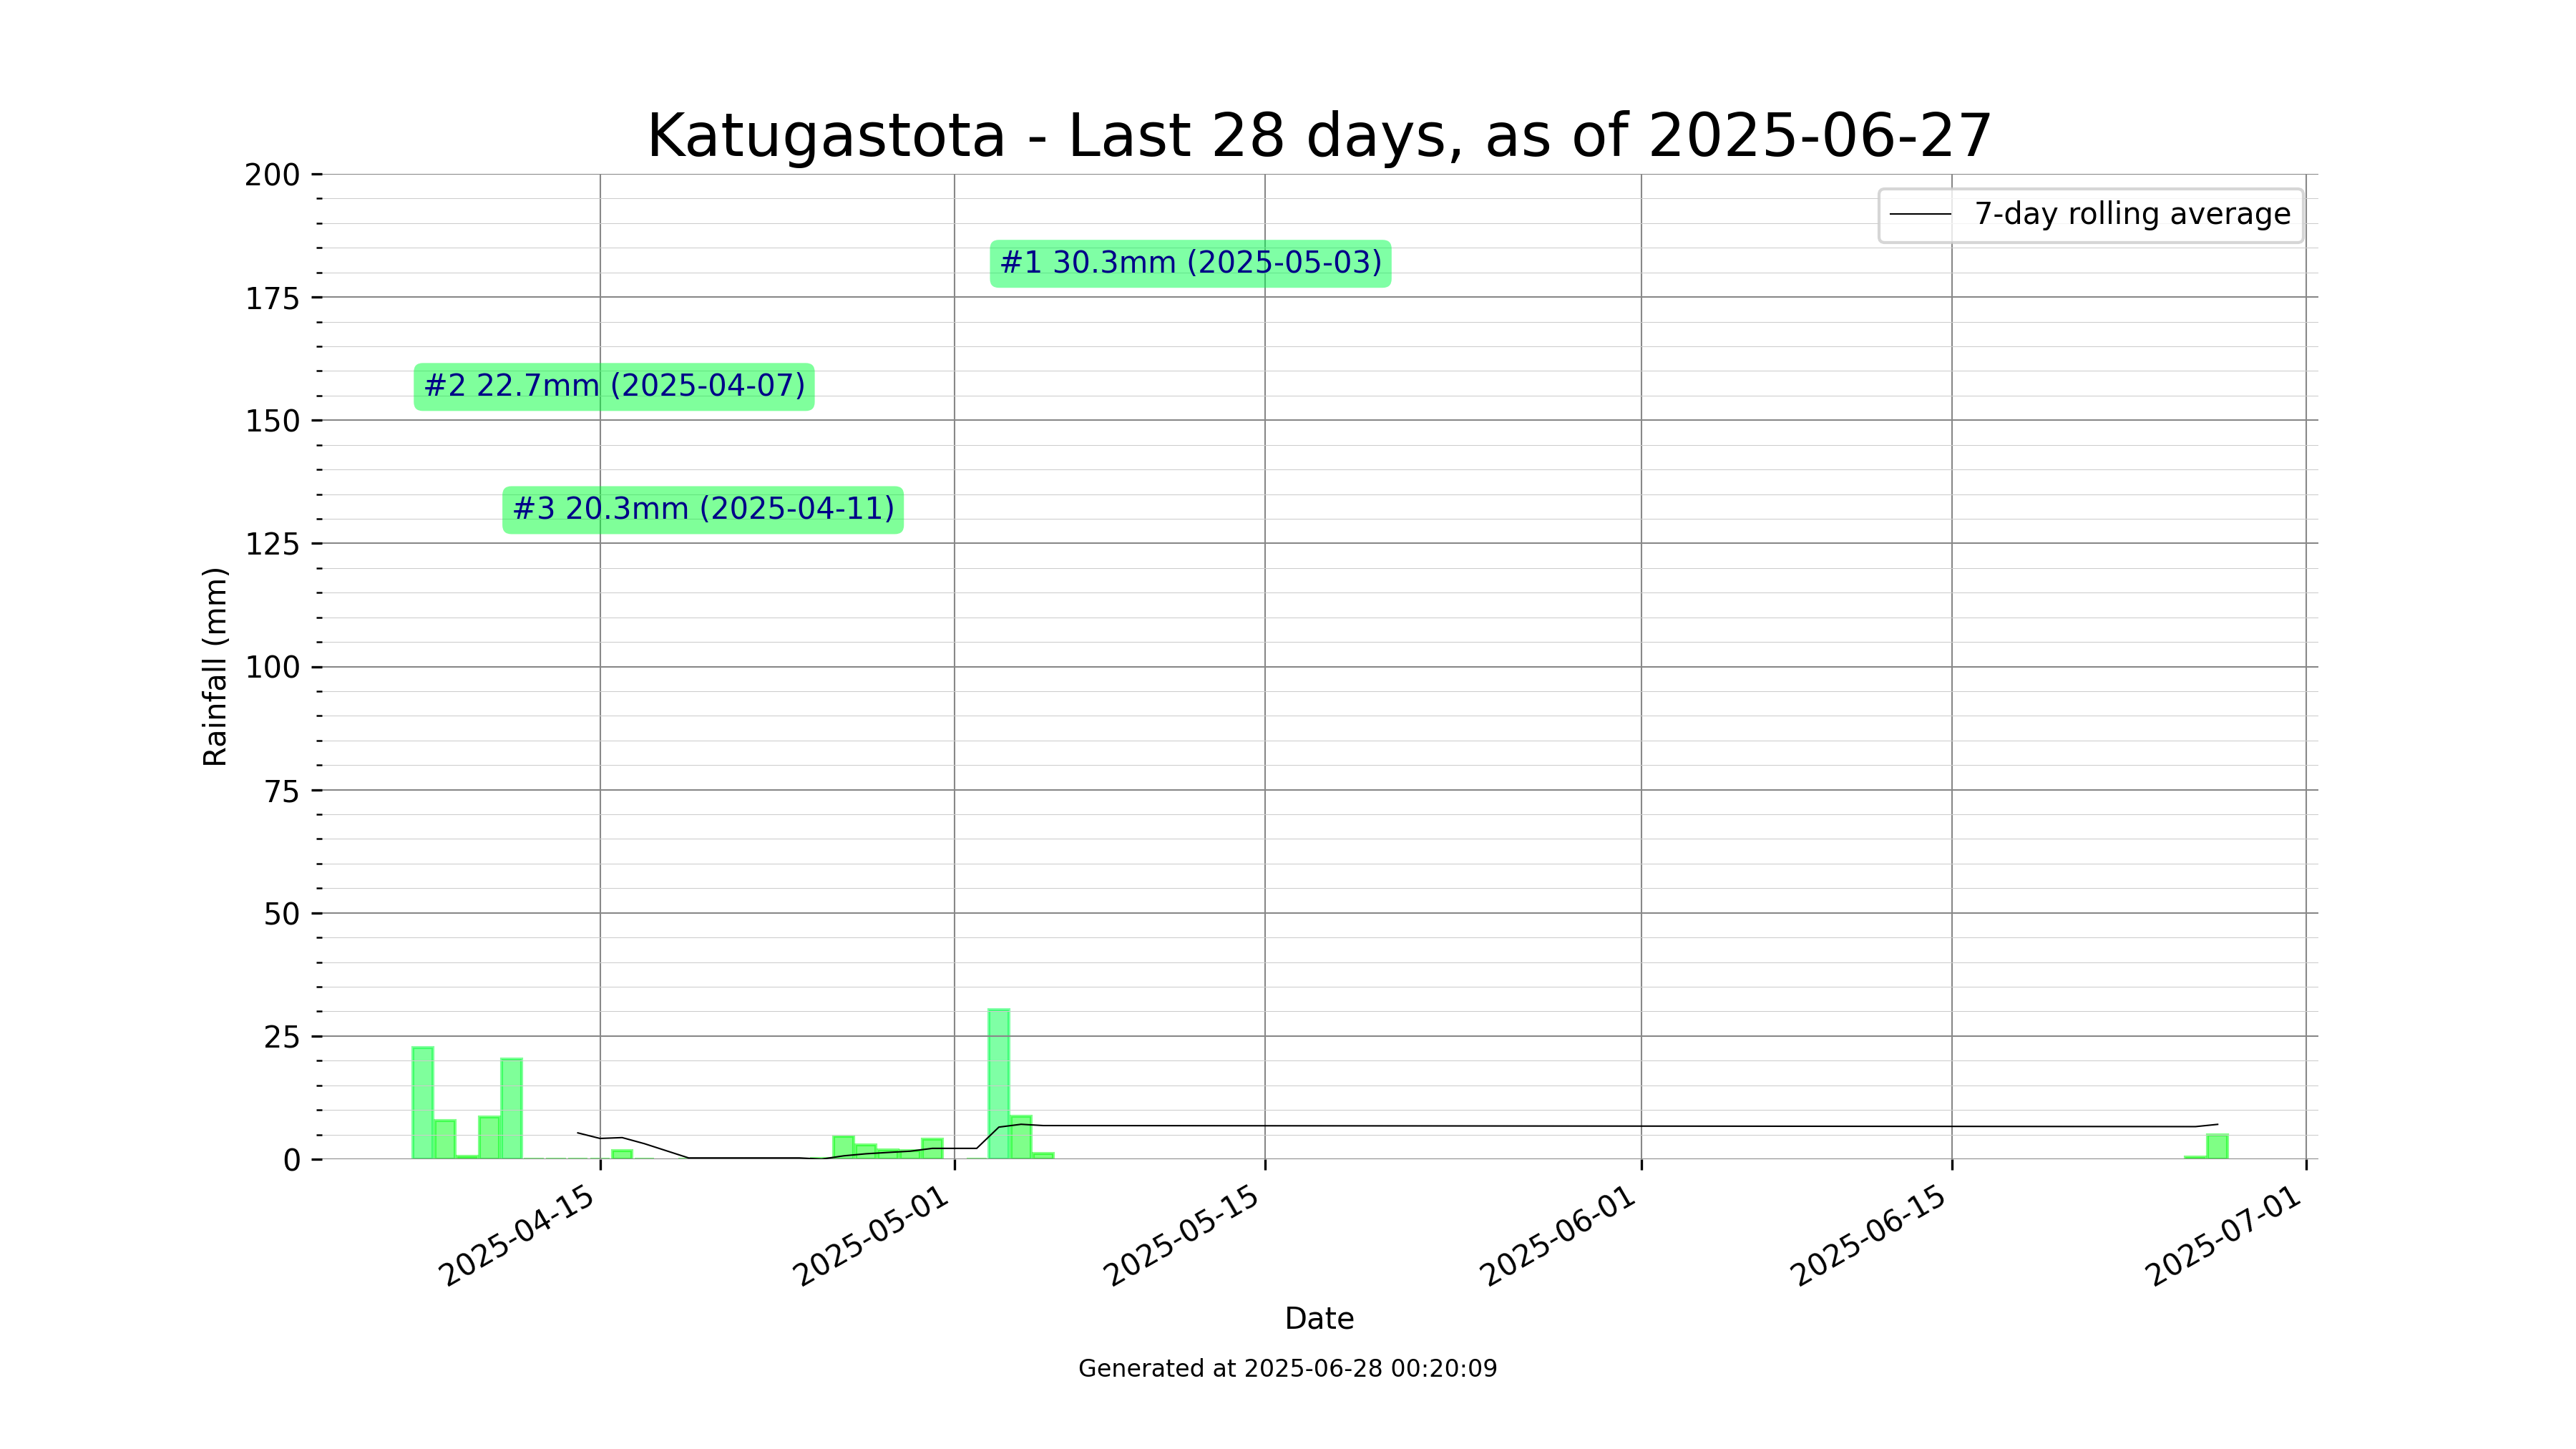 Katugastota - Last 28 days, as of 2025-06-27
200
175
150
125
100
75
50
25
0
Rainfall (mm)
7-day rolling average
#1 30.3mm (2025-05-03)
#2 22.7mm (2025-04-07)
#3 20.3mm (2025-04-11)
2025-04-15
2025-05-01
2025-05-15
2025-06-01
2025-06-15
2025-07-01
Date
Generated at 2025-06-28 00:20:09